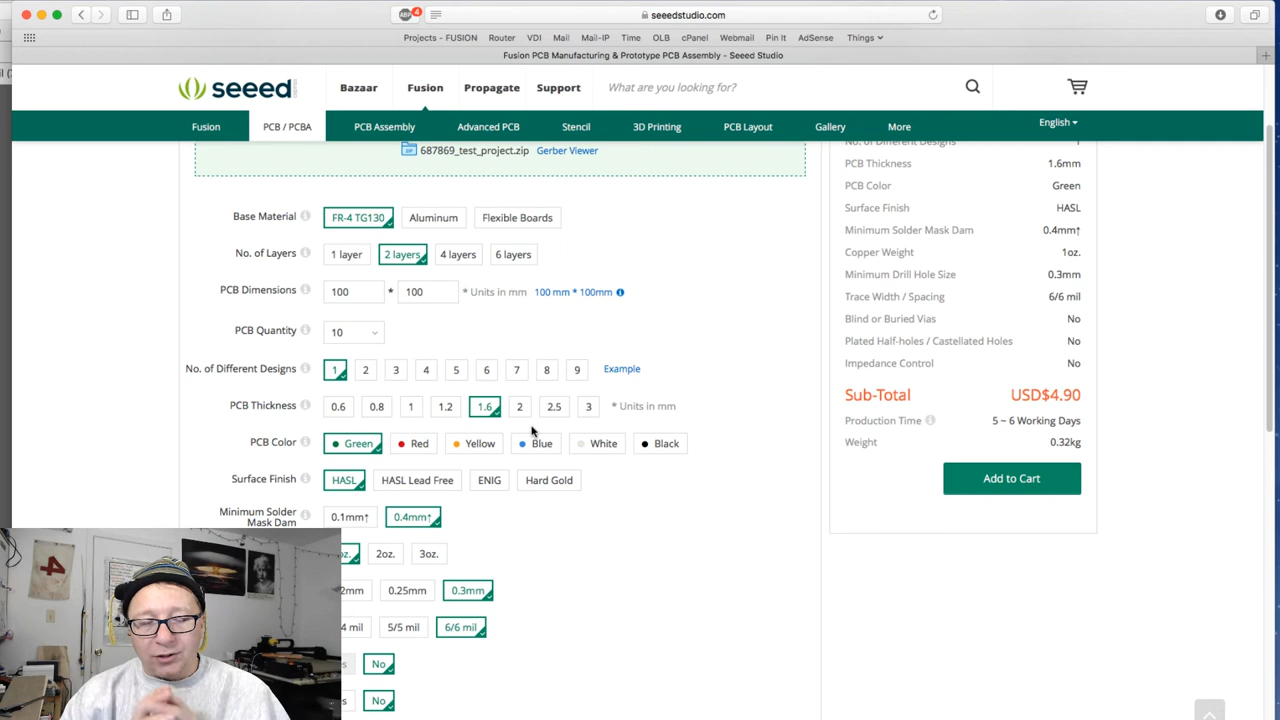 4
seeedstudio.com
Projects - FUSION Router VDI Mail Mail-IP Time OLB cPanel Webmail Pin It AdSense Things
Fusion PCB Manufacturing & Prototype PCB Assembly - Seeed Studio
seeed Bazaar Fusion Propagate Support What are you looking for?
Fusion PCB / PCBA PCB Assembly Advanced PCB Stencil 3D Printing PCB Layout Gallery More English
No. of Different Designs 1
687869_test_project.zip Gerber Viewer
PCB Thickness 1.6mm
PCB Color Green
Surface Finish HASL
Minimum Solder Mask Dam 0.4mm↑
Copper Weight 1oz.
Minimum Drill Hole Size 0.3mm
Trace Width / Spacing 6/6 mil
Blind or Buried Vias No
Plated Half-holes / Castellated Holes No
Impedance Control No
Sub-Total USD$4.90
Production Time 5 ~ 6 Working Days
Weight 0.32kg
Add to Cart
Base Material FR-4 TG130 Aluminum Flexible Boards
No. of Layers 1 layer 2 layers 4 layers 6 layers
PCB Dimensions 100 * 100 * Units in mm 100 mm * 100mm
PCB Quantity 10
No. of Different Designs 1 2 3 4 5 6 7 8 9 Example
PCB Thickness 0.6 0.8 1 1.2 1.6 2 2.5 3 * Units in mm
PCB Color Green Red Yellow Blue White Black
Surface Finish HASL HASL Lead Free ENIG Hard Gold
Minimum Solder Mask Dam 0.1mm↑ 0.4mm↑
oz. 2oz. 3oz.
2mm 0.25mm 0.3mm
4 mil 5/5 mil 6/6 mil
s No
s No
4